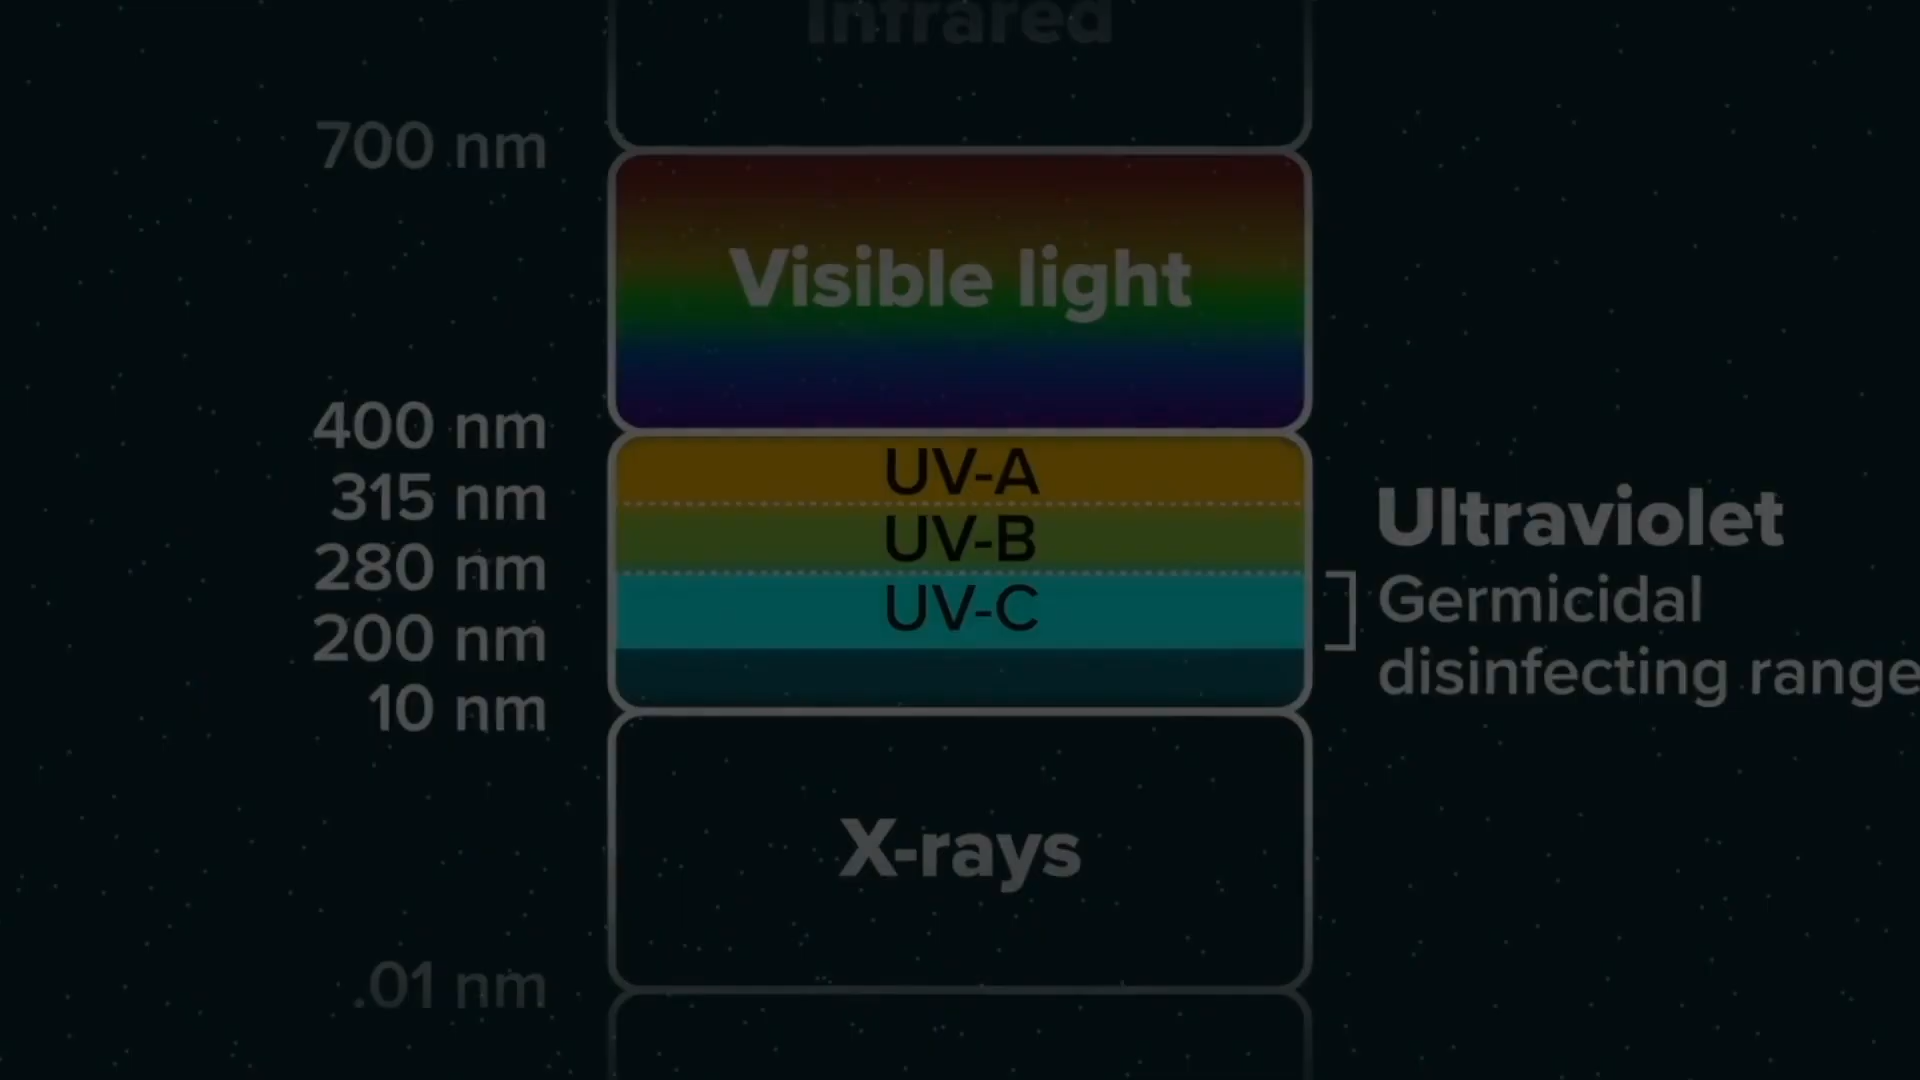 Infrared
700 nm
Visible light
400 nm
UV-A
315 nm
UV-B
280 nm
UV-C
200 nm
10 nm
Ultraviolet
Germicidal
disinfecting range
X-rays
.01 nm